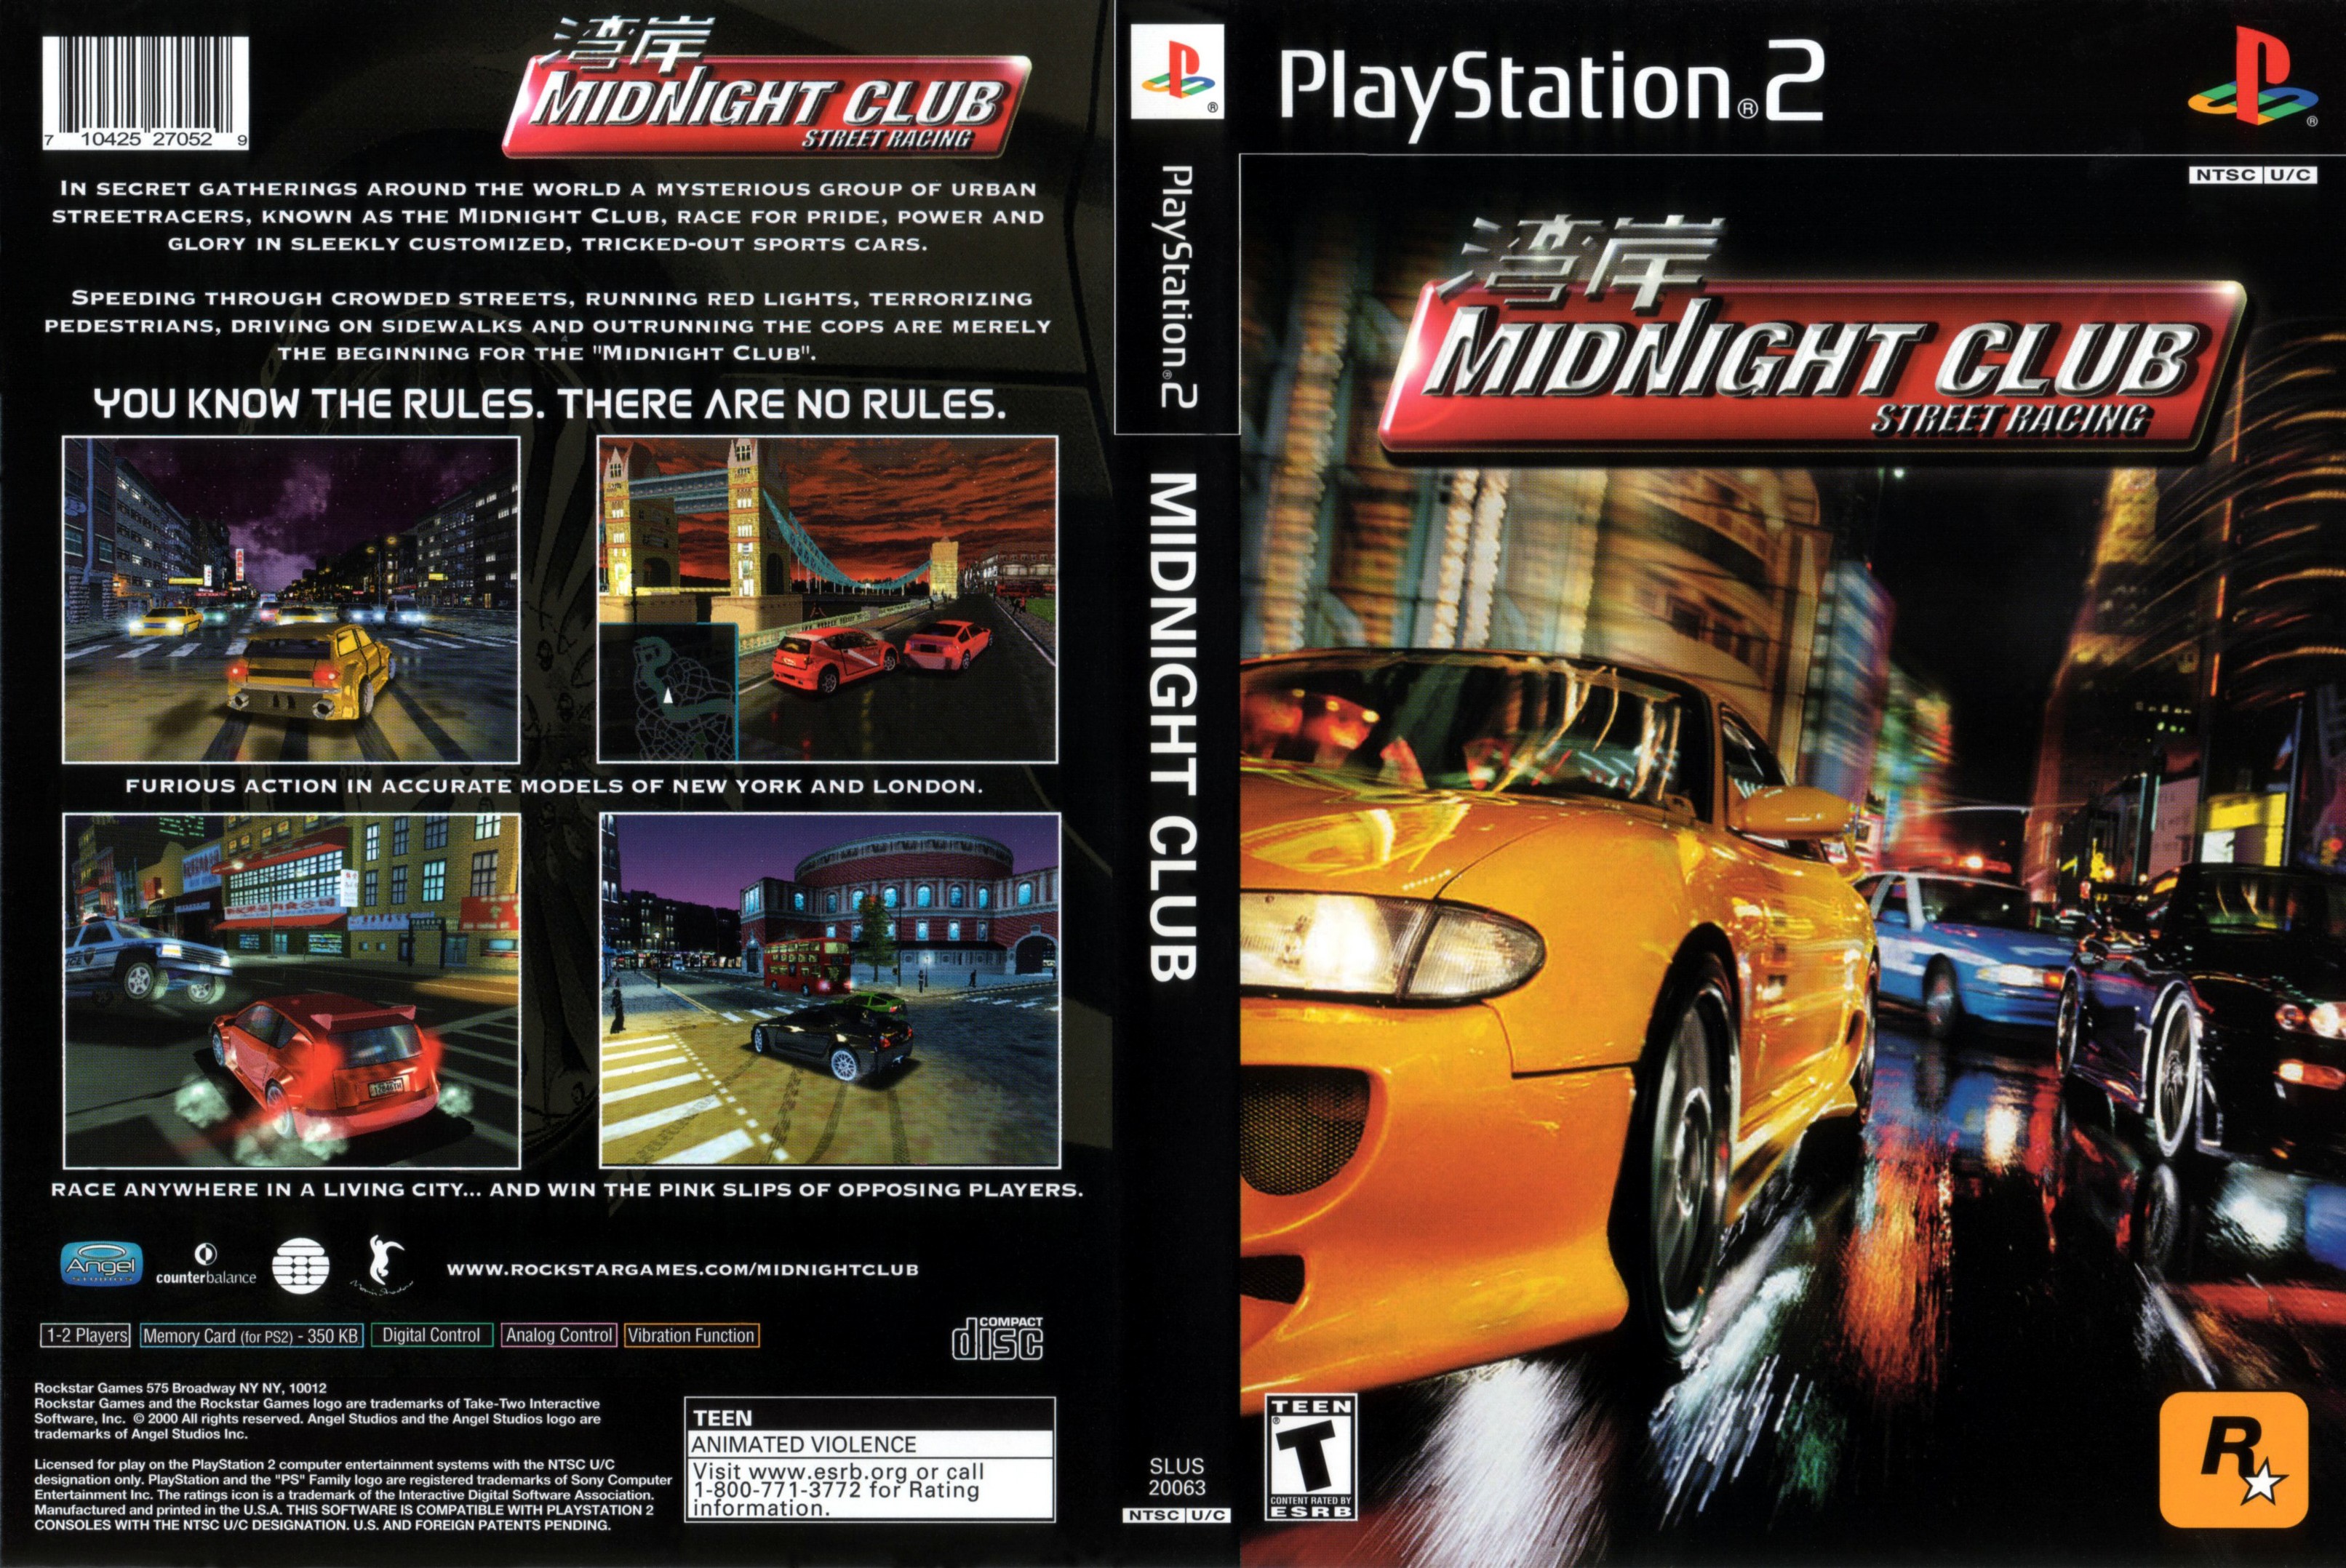 7 10425 27052 9
湾岸
MIDNIGHT CLUB
STREET RACING
IN SECRET GATHERINGS AROUND THE WORLD A MYSTERIOUS GROUP OF URBAN
STREETRACERS, KNOWN AS THE MIDNIGHT CLUB, RACE FOR PRIDE, POWER AND
GLORY IN SLEEKLY CUSTOMIZED, TRICKED-OUT SPORTS CARS.
SPEEDING THROUGH CROWDED STREETS, RUNNING RED LIGHTS, TERRORIZING
PEDESTRIANS, DRIVING ON SIDEWALKS AND OUTRUNNING THE COPS ARE MERELY
THE BEGINNING FOR THE "MIDNIGHT CLUB".
YOU KNOW THE RULES. THERE ARE NO RULES.
FURIOUS ACTION IN ACCURATE MODELS OF NEW YORK AND LONDON.
RACE ANYWHERE IN A LIVING CITY... AND WIN THE PINK SLIPS OF OPPOSING PLAYERS.
Angel
counterbalance
WWW.ROCKSTARGAMES.COM/MIDNIGHTCLUB
1-2 Players
Memory Card (for PS2) - 350 KB
Digital Control
Analog Control
Vibration Function
COMPACT
disc
Rockstar Games 575 Broadway NY NY, 10012
Rockstar Games and the Rockstar Games logo are trademarks of Take-Two Interactive
Software, Inc. © 2000 All rights reserved. Angel Studios and the Angel Studios logo are
trademarks of Angel Studios Inc.
Licensed for play on the PlayStation 2 computer entertainment systems with the NTSC U/C
designation only. PlayStation and the "PS" Family logo are registered trademarks of Sony Computer
Entertainment Inc. The ratings icon is a trademark of the Interactive Digital Software Association.
Manufactured and printed in the U.S.A. THIS SOFTWARE IS COMPATIBLE WITH PLAYSTATION 2
CONSOLES WITH THE NTSC U/C DESIGNATION. U.S. AND FOREIGN PATENTS PENDING.
TEEN
ANIMATED VIOLENCE
Visit www.esrb.org or call
1-800-771-3772 for Rating
information.
®
PlayStation®2
MIDNIGHT CLUB
SLUS
20063
NTSC U/C
PlayStation®2
®
NTSC U/C
湾岸
MIDNIGHT CLUB
STREET RACING
TEEN
®
T
CONTENT RATED BY
ESRB
R